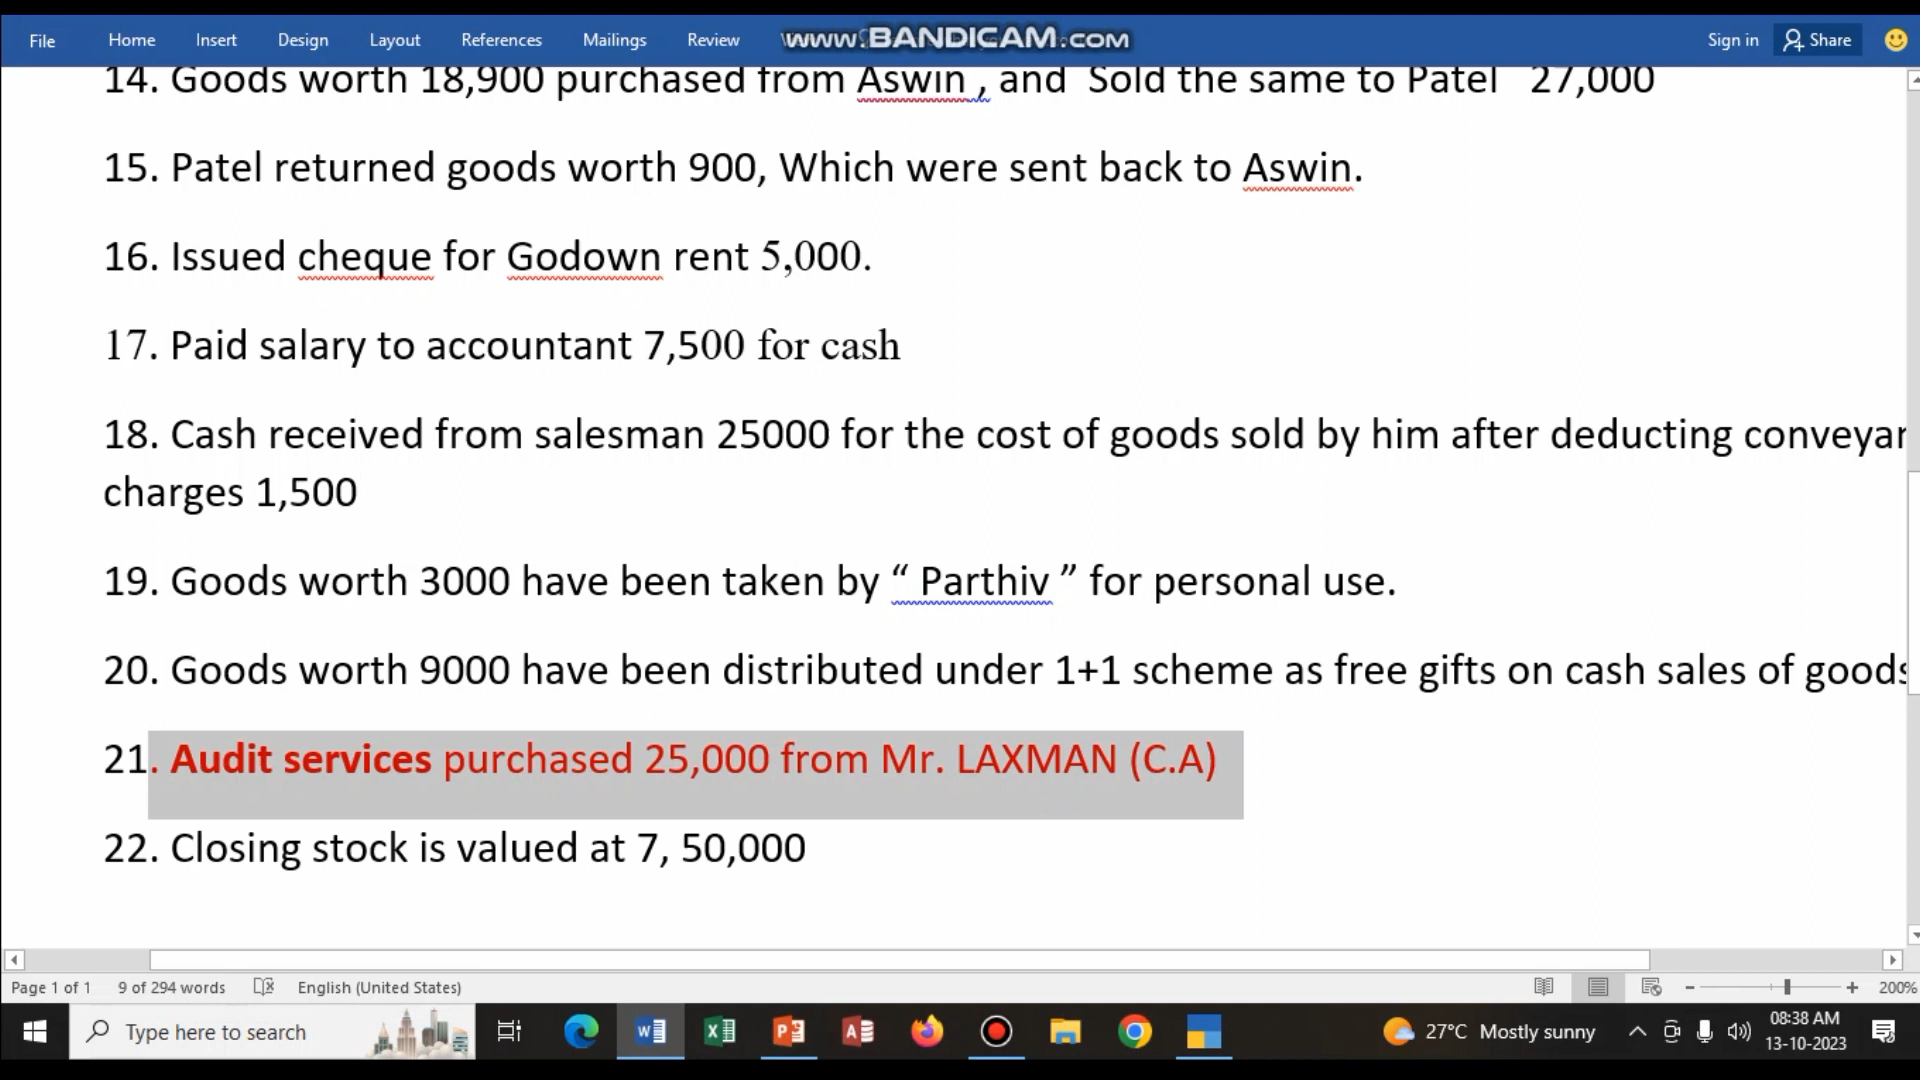 www.BANDICAM.com
File Home Insert Design Layout References Mailings Review Sign in Share
14. Goods worth 18,900 purchased from Aswin , and Sold the same to Patel 27,000
15. Patel returned goods worth 900, Which were sent back to Aswin.
16. Issued cheque for Godown rent 5,000.
17. Paid salary to accountant 7,500 for cash
18. Cash received from salesman 25000 for the cost of goods sold by him after deducting conveyan
charges 1,500
19. Goods worth 3000 have been taken by “ Parthiv ” for personal use.
20. Goods worth 9000 have been distributed under 1+1 scheme as free gifts on cash sales of goods
21. Audit services purchased 25,000 from Mr. LAXMAN (C.A)
22. Closing stock is valued at 7, 50,000
Page 1 of 1 9 of 294 words English (United States) 200%
Type here to search 27°C Mostly sunny 08:38 AM
13-10-2023